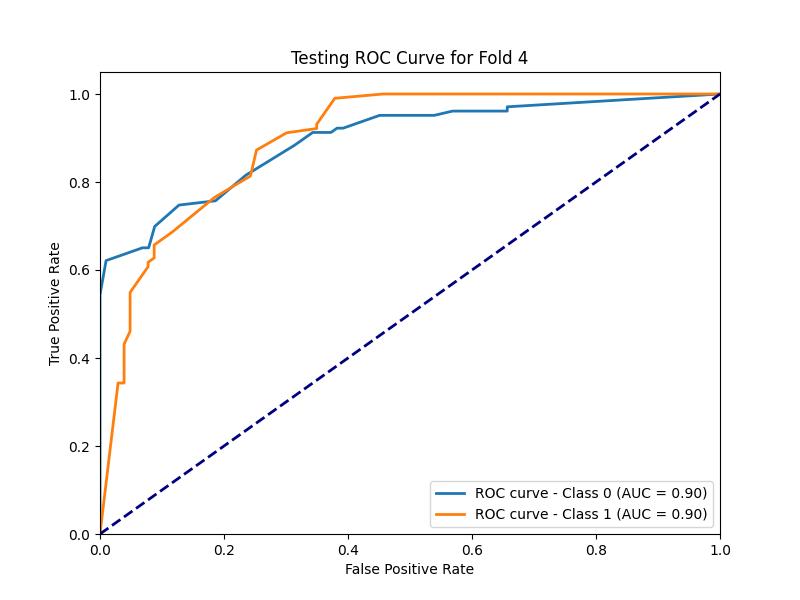 Testing ROC Curve for Fold 4
True Positive Rate
1.0
0.8
0.6
0.4
0.2
0.0
0.0 0.2 0.4 0.6 0.8 1.0
False Positive Rate
ROC curve - Class 0 (AUC = 0.90)
ROC curve - Class 1 (AUC = 0.90)